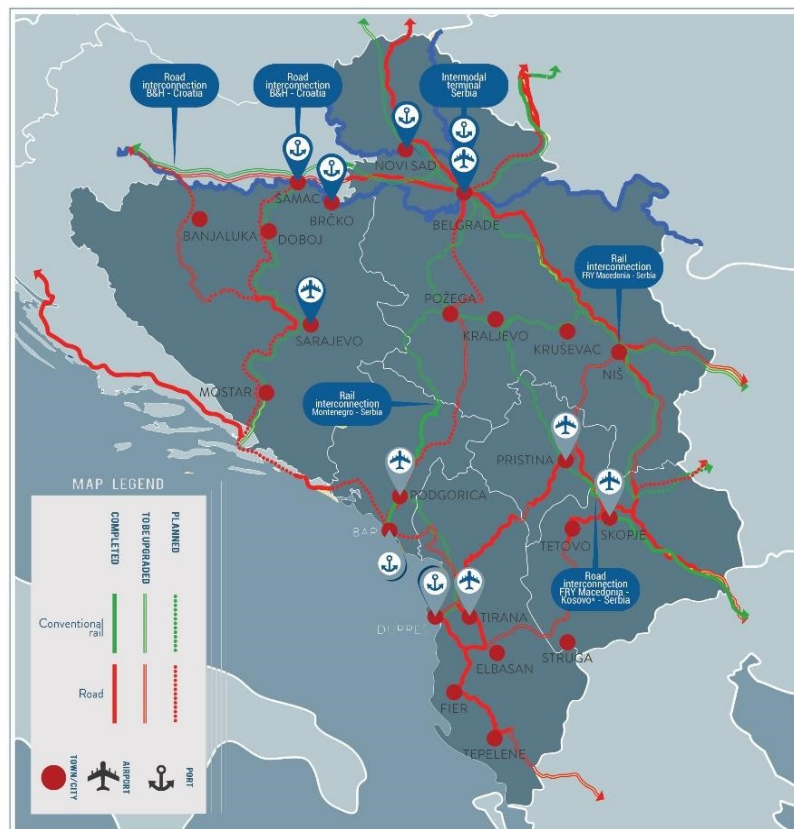 Road
interconnection
B&H - Croatia
Road
interconnection
B&H - Croatia
Intermodal
terminal
Serbia
NOVI SAD
ŠAMAC
BRČKO
BELGRADE
BANJALUKA
DOBOJ
Rail
interconnection
FRY Macedonia - Serbia
POŽEGA
SARAJEVO
KRALJEVO
KRUŠEVAC
NIŠ
MOSTAR
Rail
interconnection
Montenegro - Serbia
PRISTINA
PODGORICA
BAR
SKOPJE
TETOVO
Road
interconnection
FRY Macedonia -
Kosovo* - Serbia
TIRANA
ELBASAN
STRUGA
FIER
TEPELENE
MAP LEGEND
COMPLETED
TO BE UPGRADED
PLANNED
Conventional
rail
Road
TOWN/CITY
AIRPORT
PORT